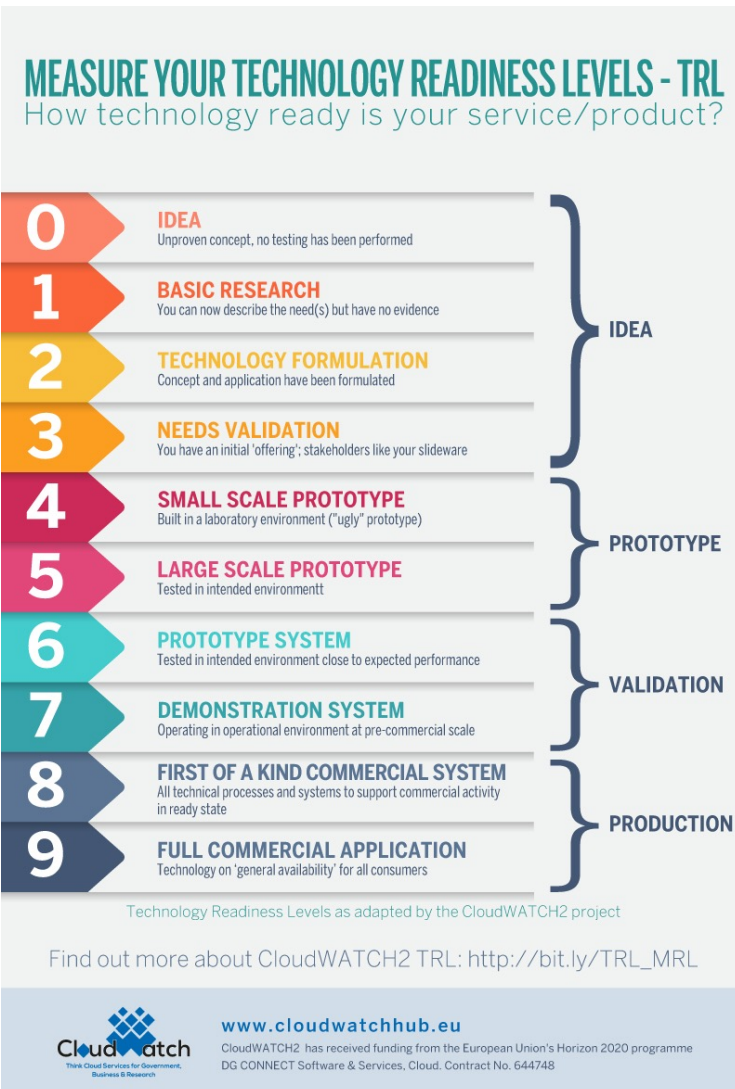 MEASURE YOUR TECHNOLOGY READINESS LEVELS - TRL
How technology ready is your service/product?
0
IDEA
Unproven concept, no testing has been performed
1
BASIC RESEARCH
You can now describe the need(s) but have no evidence
2
TECHNOLOGY FORMULATION
Concept and application have been formulated
3
NEEDS VALIDATION
You have an initial 'offering'; stakeholders like your slideware
IDEA
4
SMALL SCALE PROTOTYPE
Built in a laboratory environment ("ugly" prototype)
5
LARGE SCALE PROTOTYPE
Tested in intended environmentt
PROTOTYPE
6
PROTOTYPE SYSTEM
Tested in intended environment close to expected performance
7
DEMONSTRATION SYSTEM
Operating in operational environment at pre-commercial scale
VALIDATION
8
FIRST OF A KIND COMMERCIAL SYSTEM
All technical processes and systems to support commercial activity
in ready state
9
FULL COMMERCIAL APPLICATION
Technology on 'general availability' for all consumers
PRODUCTION
Technology Readiness Levels as adapted by the CloudWATCH2 project
Find out more about CloudWATCH2 TRL: http://bit.ly/TRL_MRL
CloudWatch
Think Cloud Services for Government,
Business & Research
www.cloudwatchhub.eu
CloudWATCH2 has received funding from the European Union's Horizon 2020 programme
DG CONNECT Software & Services, Cloud. Contract No. 644748